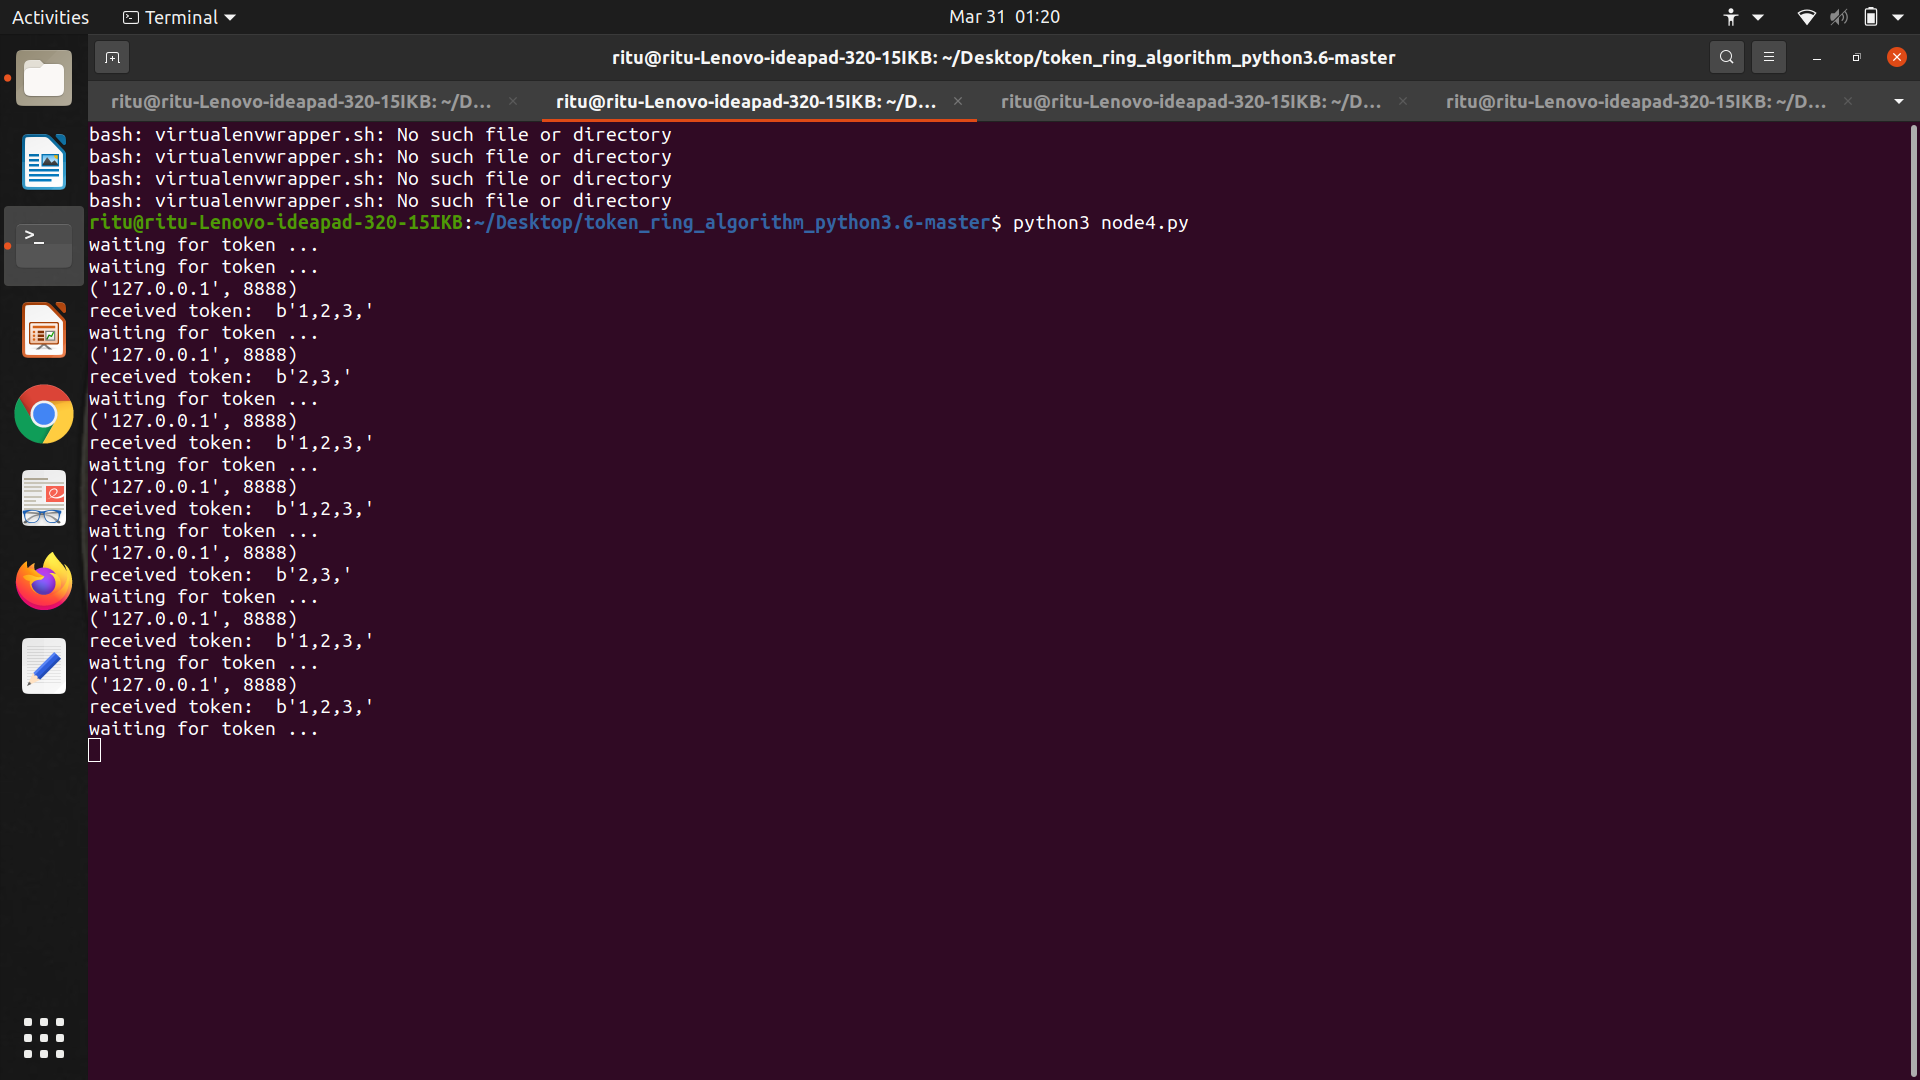 Activities Terminal Mar 31 01:20
ritu@ritu-Lenovo-ideapad-320-15IKB: ~/Desktop/token_ring_algorithm_python3.6-master
ritu@ritu-Lenovo-ideapad-320-15IKB: ~/D... ritu@ritu-Lenovo-ideapad-320-15IKB: ~/D... ritu@ritu-Lenovo-ideapad-320-15IKB: ~/D... ritu@ritu-Lenovo-ideapad-320-15IKB: ~/D...
bash: virtualenvwrapper.sh: No such file or directory
bash: virtualenvwrapper.sh: No such file or directory
bash: virtualenvwrapper.sh: No such file or directory
bash: virtualenvwrapper.sh: No such file or directory
ritu@ritu-Lenovo-ideapad-320-15IKB:~/Desktop/token_ring_algorithm_python3.6-master$ python3 node4.py
waiting for token ...
waiting for token ...
('127.0.0.1', 8888)
received token:  b'1,2,3,'
waiting for token ...
('127.0.0.1', 8888)
received token:  b'2,3,'
waiting for token ...
('127.0.0.1', 8888)
received token:  b'1,2,3,'
waiting for token ...
('127.0.0.1', 8888)
received token:  b'1,2,3,'
waiting for token ...
('127.0.0.1', 8888)
received token:  b'2,3,'
waiting for token ...
('127.0.0.1', 8888)
received token:  b'1,2,3,'
waiting for token ...
('127.0.0.1', 8888)
received token:  b'1,2,3,'
waiting for token ...